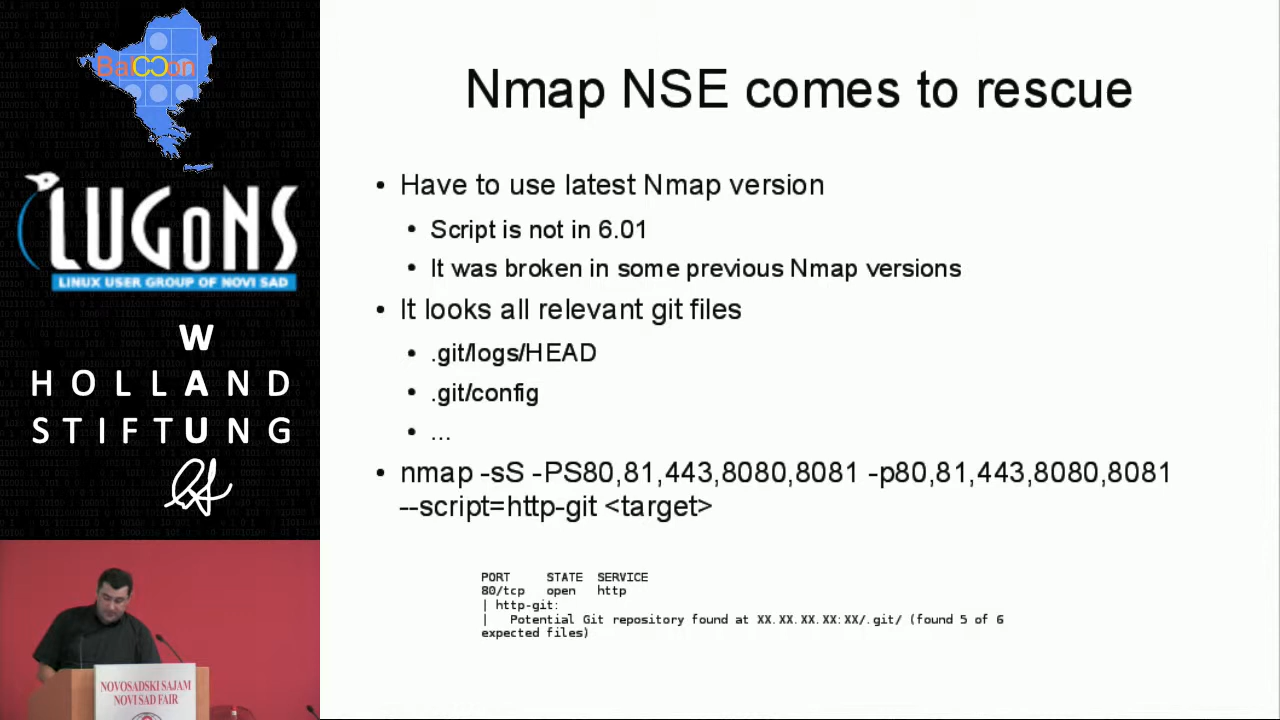 BalCCon
LUGoNS
LINUX USER GROUP OF NOVI SAD
W
HOLLAND
STIFTUNG
NOVOSADSKI SAJAM
NOVI SAD FAIR
Nmap NSE comes to rescue
• Have to use latest Nmap version
• Script is not in 6.01
• It was broken in some previous Nmap versions
• It looks all relevant git files
• .git/logs/HEAD
• .git/config
• ...
• nmap -sS -PS80,81,443,8080,8081 -p80,81,443,8080,8081
--script=http-git <target>
PORT STATE SERVICE
80/tcp open http
| http-git:
| Potential Git repository found at XX.XX.XX.XX:XX/.git/ (found 5 of 6
expected files)